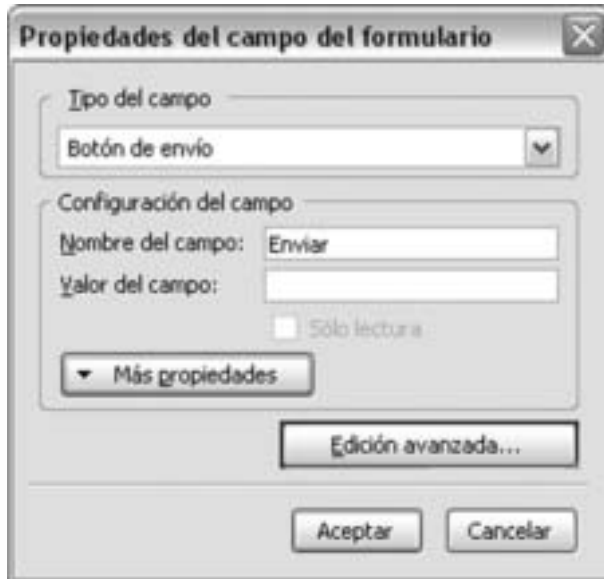 Propiedades del campo del formulario
Tipo del campo
Botón de envío
Configuración del campo
Nombre del campo: Enviar
Valor del campo:
Sólo lectura
Más propiedades
Edición avanzada...
Aceptar Cancelar